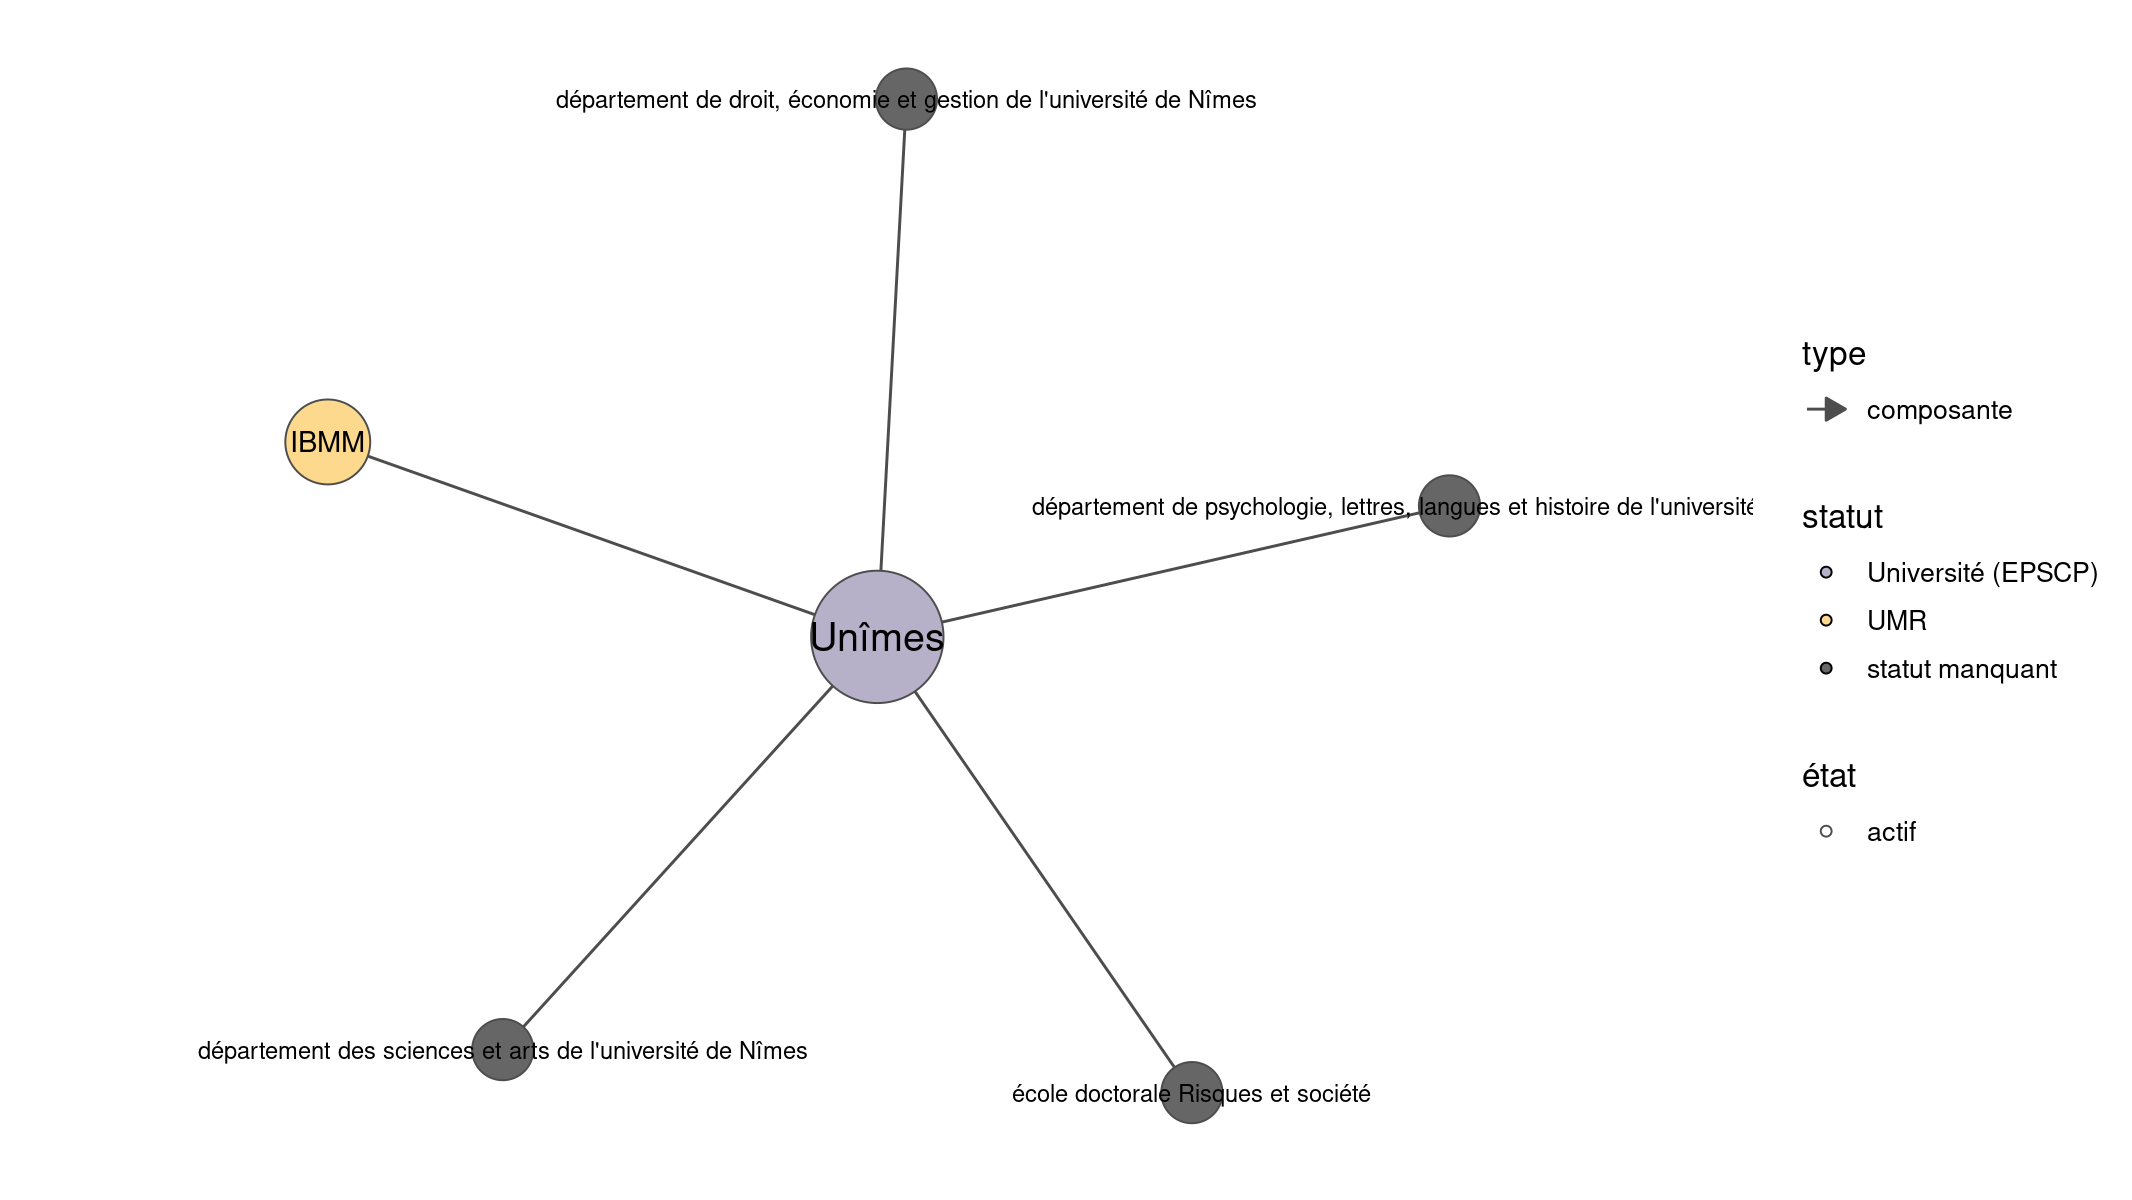 département de droit, économie et gestion de l'université de Nîmes
IBMM
département de psychologie, lettres, langues et histoire de l'université
Unîmes
département des sciences et arts de l'université de Nîmes
école doctorale Risques et société
type
composante
statut
Université (EPSCP)
UMR
statut manquant
état
actif